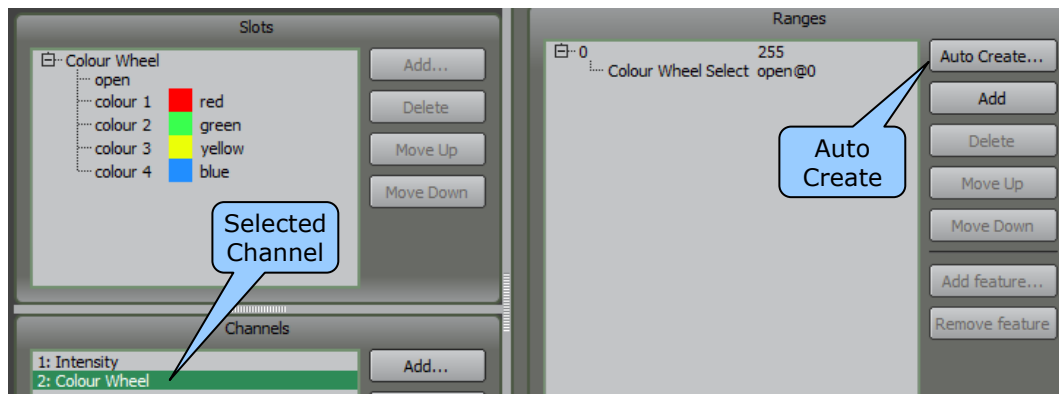 Slots
Colour Wheel
open
colour 1 red
colour 2 green
colour 3 yellow
colour 4 blue
Add...
Delete
Move Up
Move Down
Selected
Channel
Channels
1: Intensity
2: Colour Wheel
Add...
Ranges
0 255
Colour Wheel Select open@0
Auto
Create
Auto Create...
Add
Delete
Move Up
Move Down
Add feature...
Remove feature